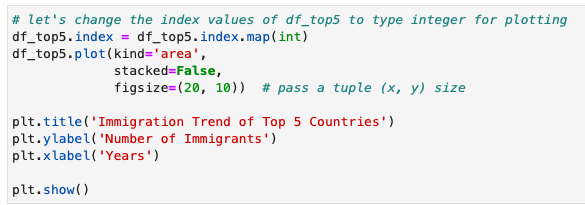 # let's change the index values of df_top5 to type integer for plotting
df_top5.index = df_top5.index.map(int)
df_top5.plot(kind='area',
             stacked=False,
             figsize=(20, 10))  # pass a tuple (x, y) size

plt.title('Immigration Trend of Top 5 Countries')
plt.ylabel('Number of Immigrants')
plt.xlabel('Years')

plt.show()